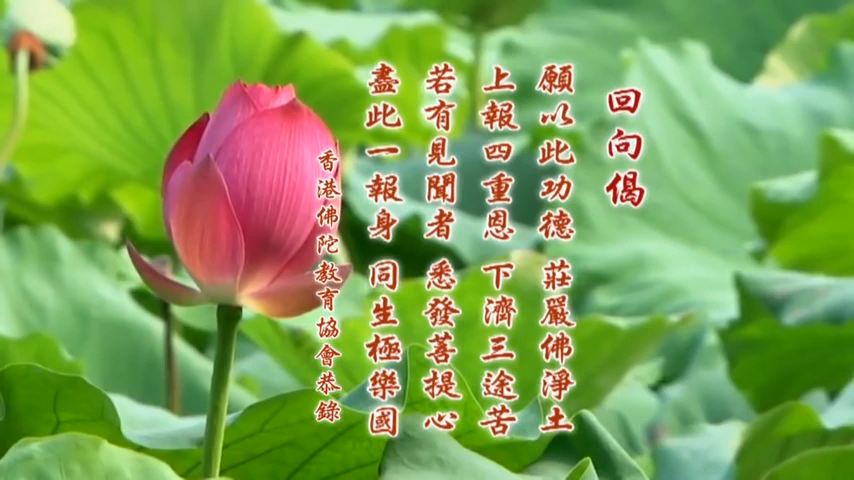 回向偈
願以此功德 莊嚴佛淨土
上報四重恩 下濟三途苦
若有見聞者 悉發菩提心
盡此一報身 同生極樂國
香港佛陀教育協會恭錄